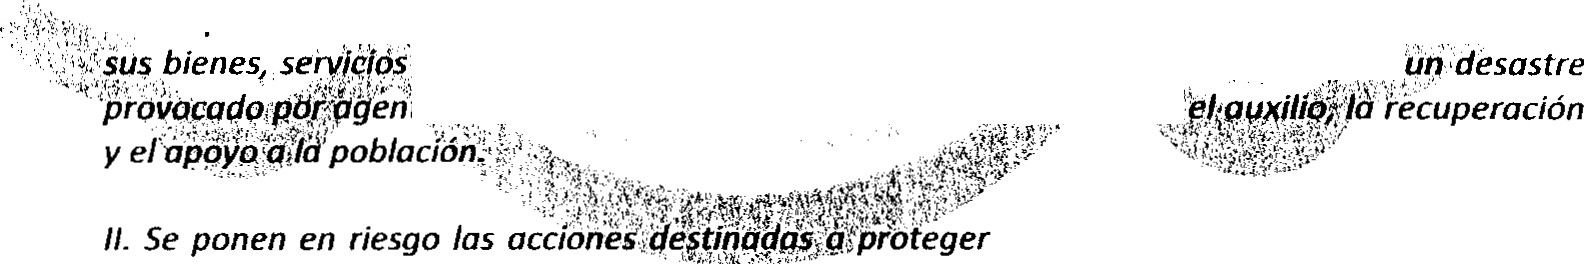 sus bienes, servicios un desastre
provocado por agen el auxilio, la recuperación
y el apoyo a la población.
II. Se ponen en riesgo las acciones destinadas a proteger